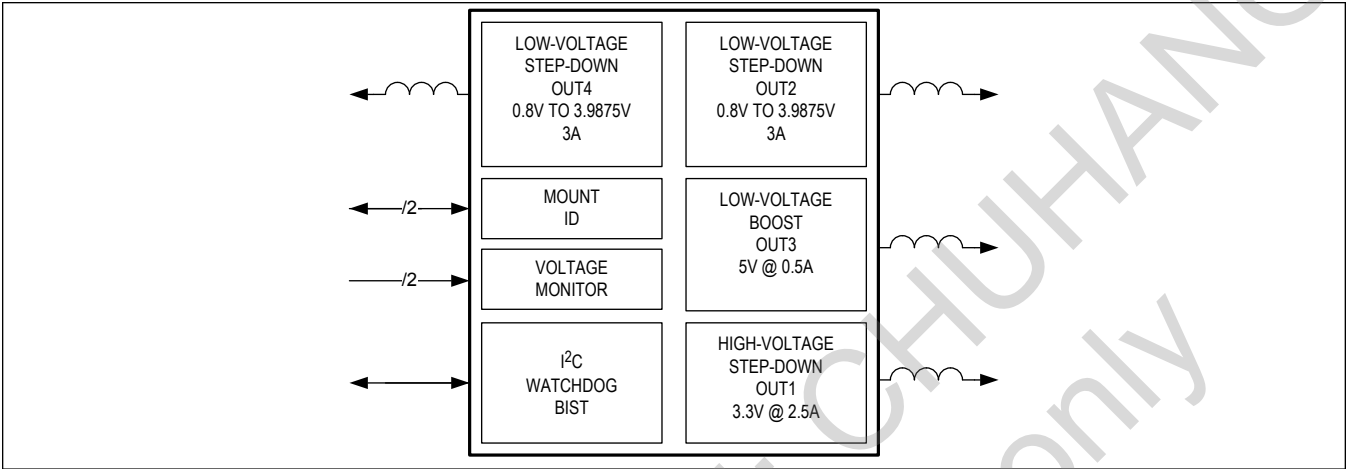 LOW-VOLTAGE
STEP-DOWN
OUT4
0.8V TO 3.9875V
3A
LOW-VOLTAGE
STEP-DOWN
OUT2
0.8V TO 3.9875V
3A
/2
MOUNT
ID
LOW-VOLTAGE
BOOST
OUT3
5V @ 0.5A
/2
VOLTAGE
MONITOR
I²C
WATCHDOG
BIST
HIGH-VOLTAGE
STEP-DOWN
OUT1
3.3V @ 2.5A
CHUHANG
only